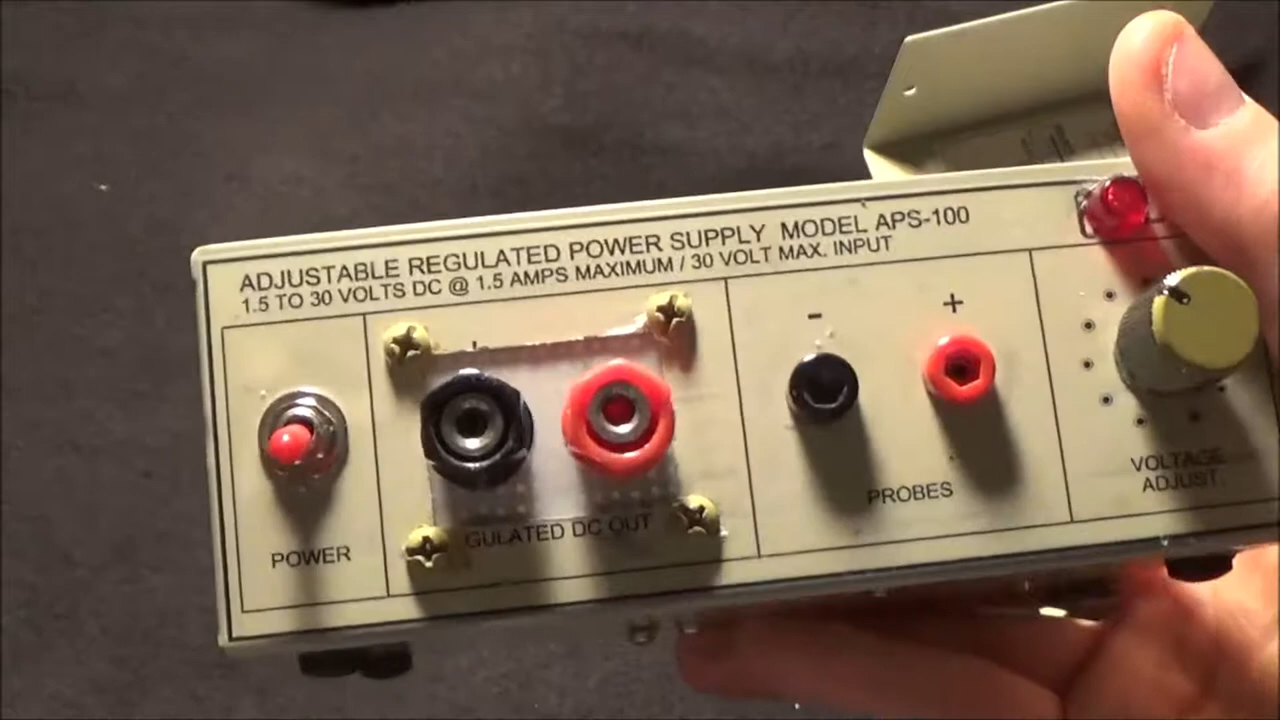 ADJUSTABLE REGULATED POWER SUPPLY MODEL APS-100
1.5 TO 30 VOLTS DC @ 1.5 AMPS MAXIMUM / 30 VOLT MAX. INPUT
- +
POWER
GULATED DC OUT
PROBES
VOLTAGE
ADJUST.